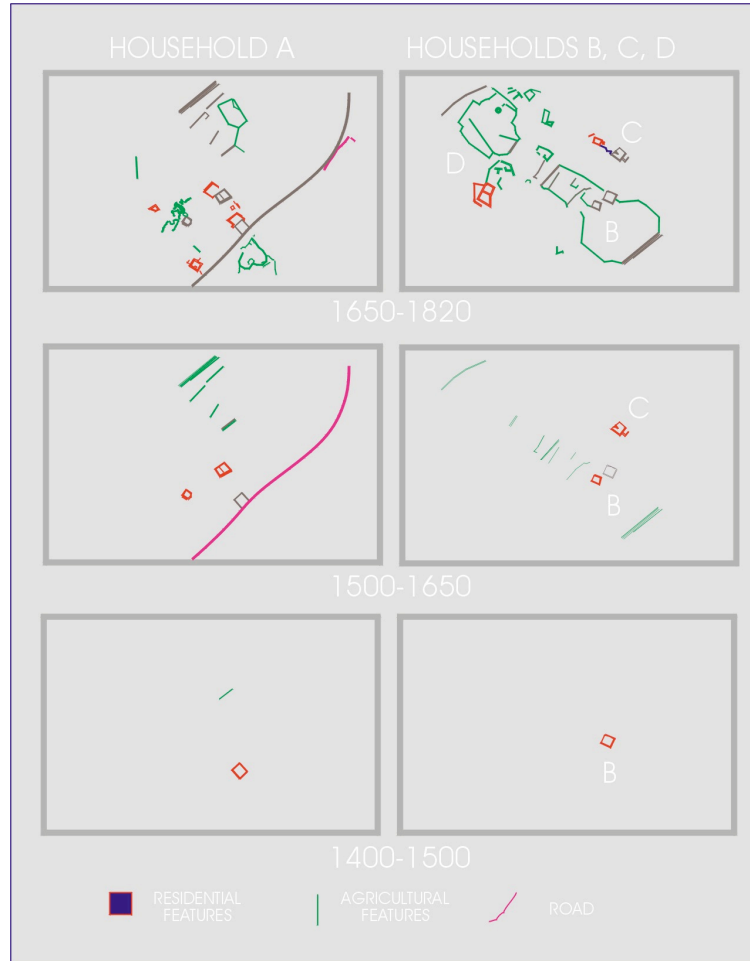 HOUSEHOLD A
HOUSEHOLDS B, C, D
C
D
B
1650-1820
C
B
1500-1650
B
1400-1500
RESIDENTIAL
FEATURES
AGRICULTURAL
FEATURES
ROAD